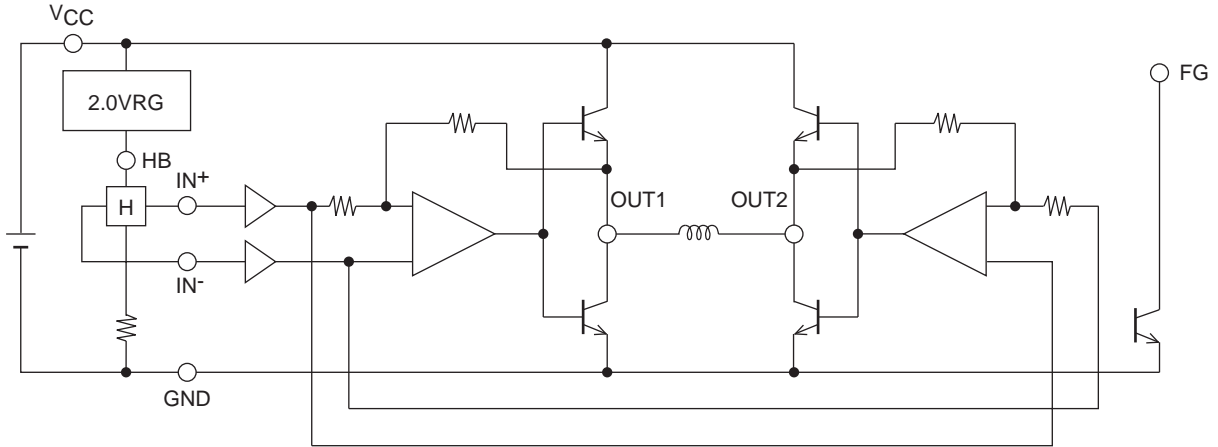 VCC
FG
2.0VRG
HB
IN+
H
OUT1
OUT2
IN-
GND